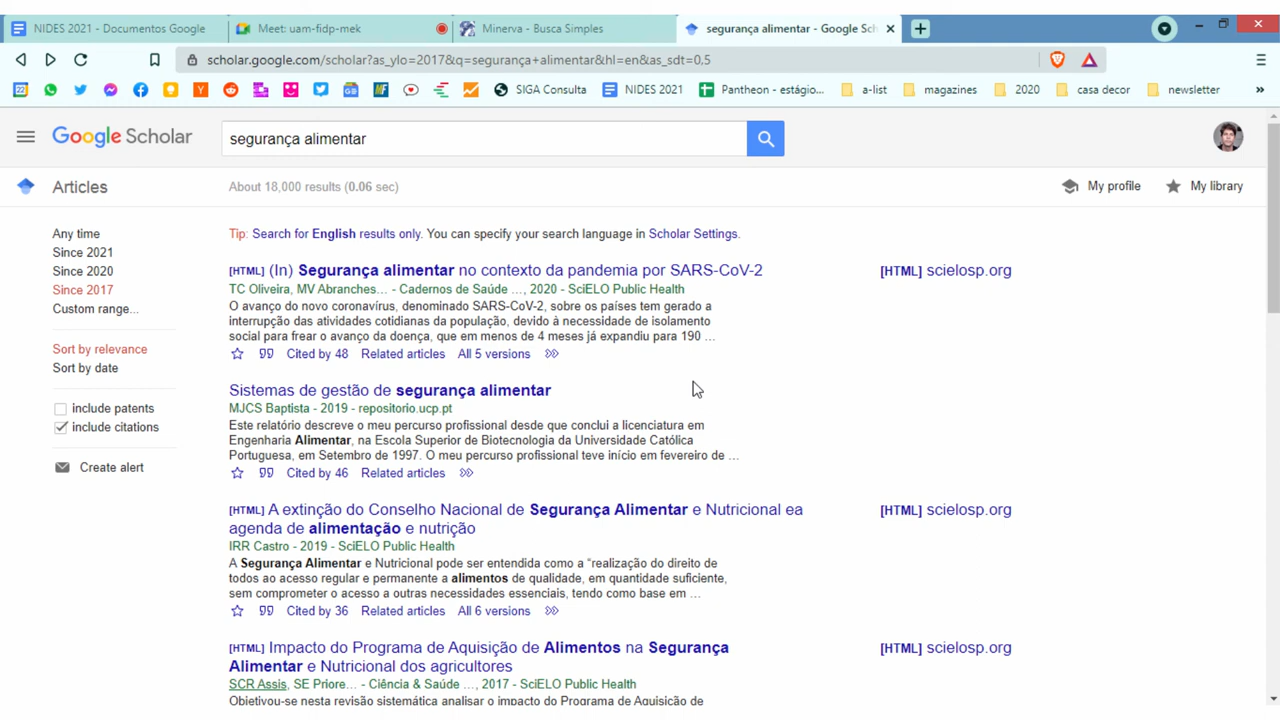 NIDES 2021 - Documentos Google
Meet: uam-fidp-mek
Minerva - Busca Simples
segurança alimentar - Google Sch
scholar.google.com/scholar?as_ylo=2017&q=segurança+alimentar&hl=en&as_sdt=0,5
22
SIGA Consulta
NIDES 2021
Pantheon - estágio...
a-list
magazines
2020
casa decor
newsletter
»
Google Scholar
segurança alimentar
Articles
About 18,000 results (0.06 sec)
My profile
My library
Any time
Since 2021
Since 2020
Since 2017
Custom range...
Sort by relevance
Sort by date
include patents
include citations
Create alert
Tip: Search for English results only. You can specify your search language in Scholar Settings.
[HTML] (In) Segurança alimentar no contexto da pandemia por SARS-CoV-2
[HTML] scielosp.org
TC Oliveira, MV Abranches... - Cadernos de Saúde ..., 2020 - SciELO Public Health
O avanço do novo coronavírus, denominado SARS-CoV-2, sobre os países tem gerado a
interrupção das atividades cotidianas da população, devido à necessidade de isolamento
social para frear o avanço da doença, que em menos de 4 meses já expandiu para 190 ...
Cited by 48 Related articles All 5 versions
Sistemas de gestão de segurança alimentar
MJCS Baptista - 2019 - repositorio.ucp.pt
Este relatório descreve o meu percurso profissional desde que conclui a licenciatura em
Engenharia Alimentar, na Escola Superior de Biotecnologia da Universidade Católica
Portuguesa, em Setembro de 1997. O meu percurso profissional teve início em fevereiro de ...
Cited by 46 Related articles
[HTML] A extinção do Conselho Nacional de Segurança Alimentar e Nutricional ea
agenda de alimentação e nutrição
[HTML] scielosp.org
IRR Castro - 2019 - SciELO Public Health
A Segurança Alimentar e Nutricional pode ser entendida como a “realização do direito de
todos ao acesso regular e permanente a alimentos de qualidade, em quantidade suficiente,
sem comprometer o acesso a outras necessidades essenciais, tendo como base em ...
Cited by 36 Related articles All 6 versions
[HTML] Impacto do Programa de Aquisição de Alimentos na Segurança
Alimentar e Nutricional dos agricultores
[HTML] scielosp.org
SCR Assis, SE Priore... - Ciência & Saúde ..., 2017 - SciELO Public Health
Objetivou-se nesta revisão sistemática analisar o impacto do Programa de Aquisição de